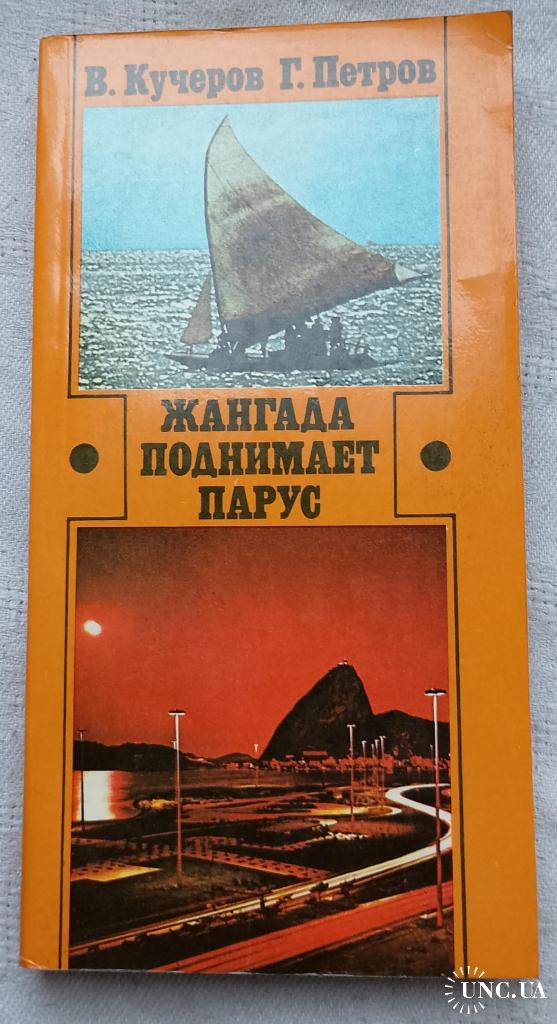 В. Кучеров Г. Петров
ЖАНГАДА
ПОДНИМАЕТ
ПАРУС
UNC.UA